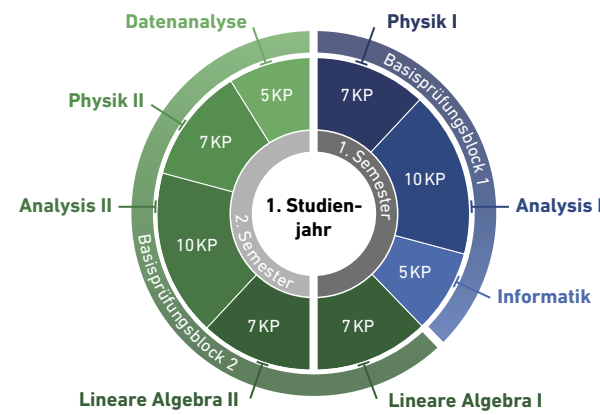 Datenanalyse
Physik I
Physik II
5 KP
7 KP
Basisprüfungsblock 1
7 KP
1. Semester
10 KP
Analysis II
1. Studien-
jahr
Analysis I
10 KP
2. Semester
5 KP
Basisprüfungsblock 2
Informatik
7 KP
7 KP
Lineare Algebra II
Lineare Algebra I